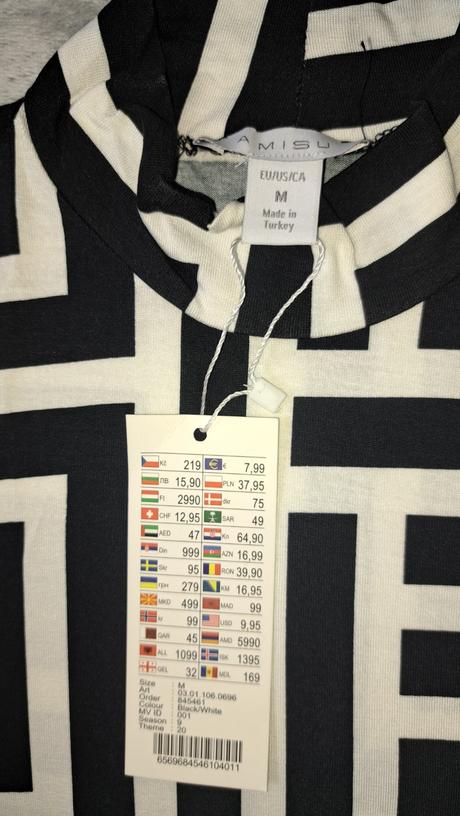 AMISU
EU/US/CA
M
Made in
Turkey
Kč 219 € 7,99
ЛВ 15,90 PLN 37,95
Ft 2990 dkr 75
CHF 12,95 SAR 49
AED 47 Kn 64,90
Din 999 AZN 16,99
Skr 95 RON 39,90
грн 279 KM 16,95
MKD 499 MAD 99
kr 99 USD 9,95
QAR 45 AMD 5990
ALL 1099 ISK 1395
GEL 32 MDL 169
Size : M
Art : 03.01.106.0696
Order : 845461
Colour : Black/White
MV ID : 001
Season : 9
Theme : 20
6569684546104011